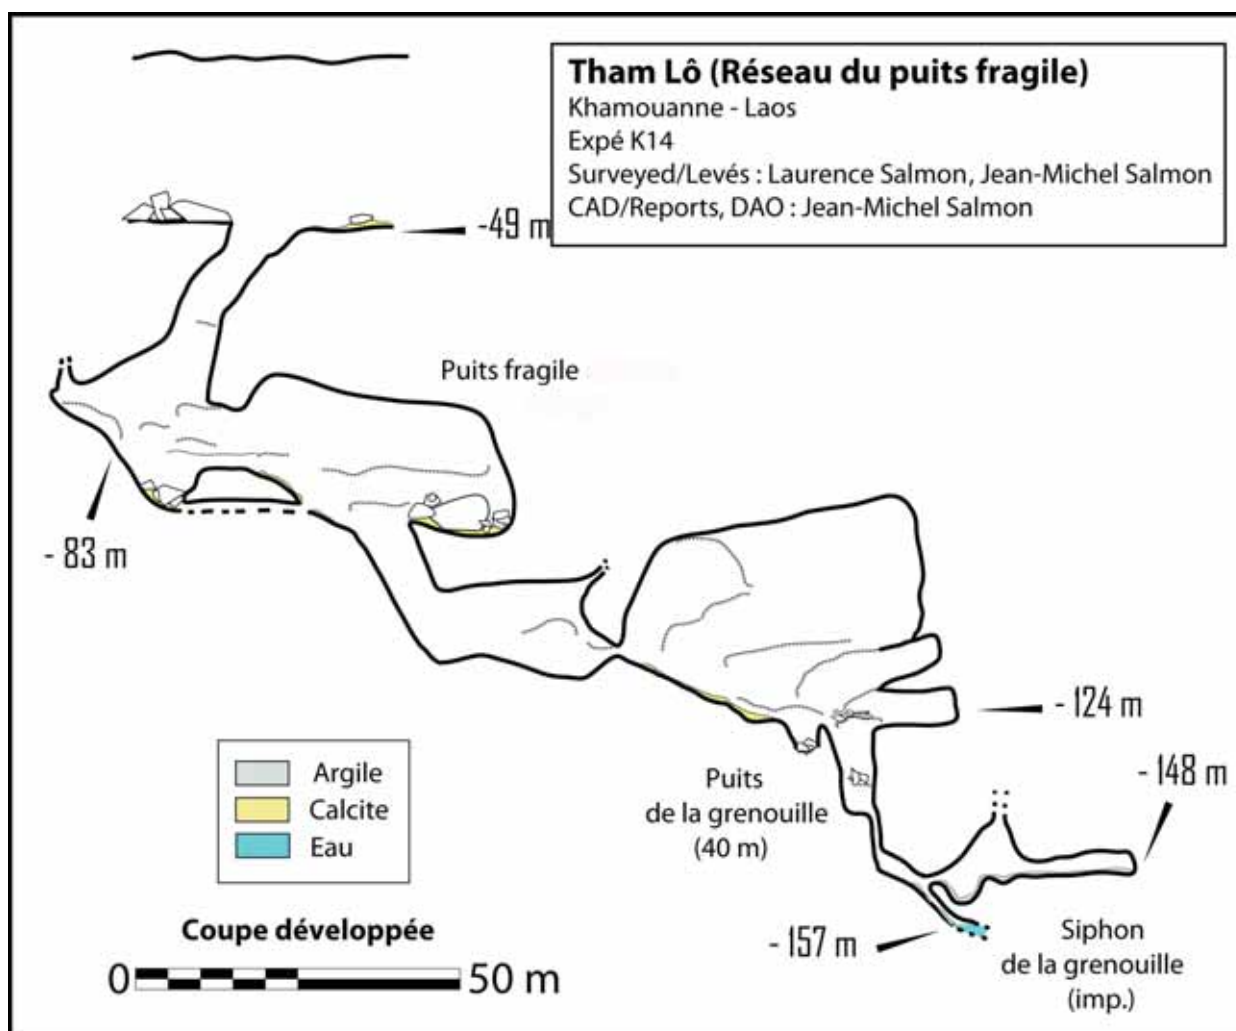 Tham Lô (Réseau du puits fragile)
Khamouanne - Laos
Expé K14
Surveyed/Levés : Laurence Salmon, Jean-Michel Salmon
CAD/Reports, DAO : Jean-Michel Salmon
-49 m
Puits fragile
- 83 m
- 124 m
- 148 m
Puits
de la grenouille
(40 m)
Argile
Calcite
Eau
- 157 m
Siphon
de la grenouille
(imp.)
Coupe développée
0 50 m